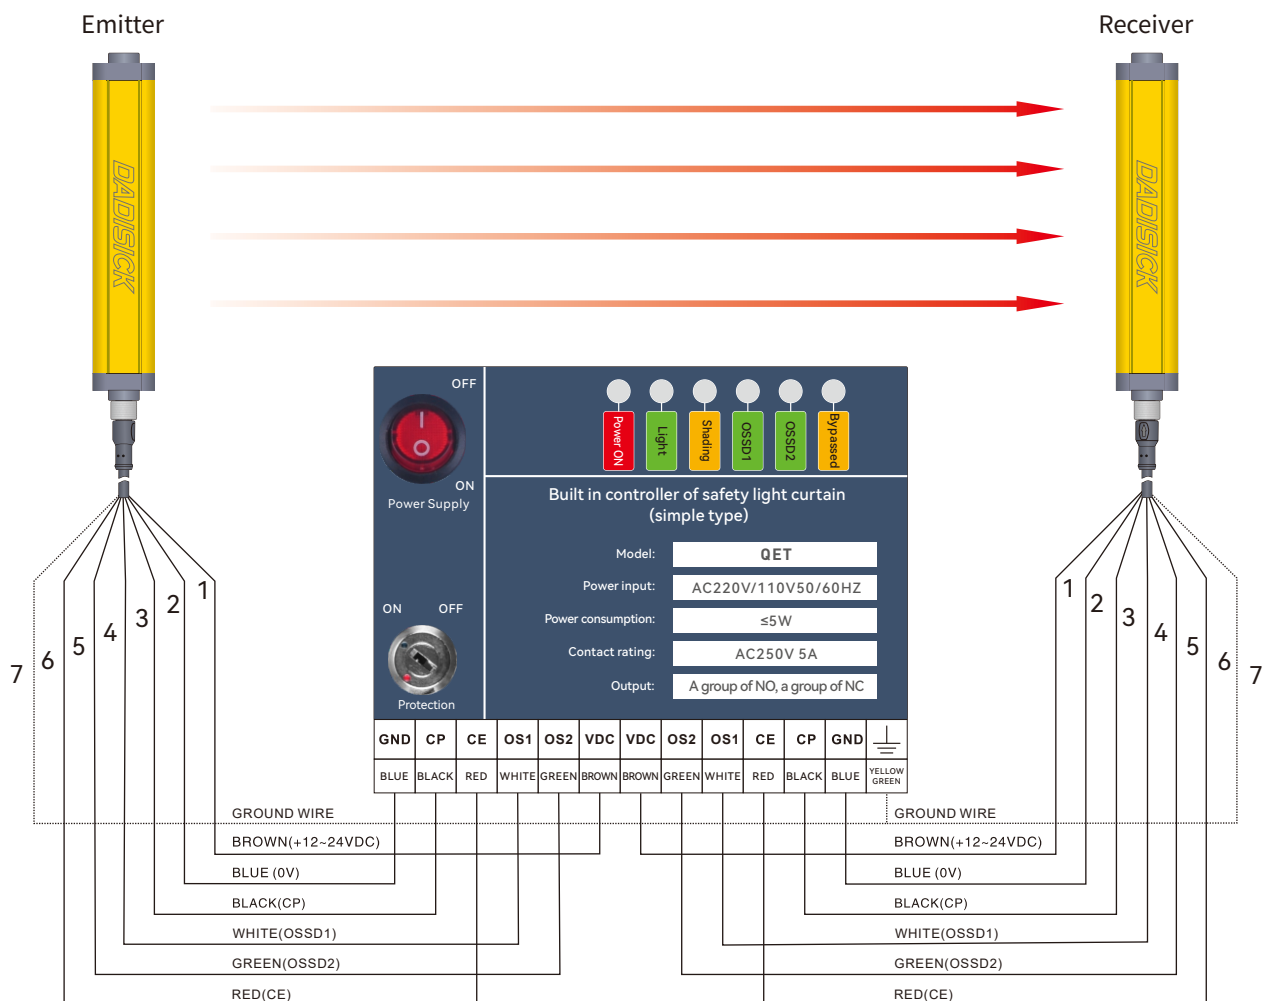 Emitter
Receiver
DADISICK
DADISICK
OFF
ON
Power Supply
Power ON
Light
Shading
OSSD1
OSSD2
Bypassed
Built in controller of safety light curtain
(simple type)
Model: QET
Power input: AC220V/110V50/60HZ
Power consumption: ≤5W
Contact rating: AC250V 5A
Output: A group of NO, a group of NC
ON OFF
Protection
GND CP CE OS1 OS2 VDC VDC OS2 OS1 CE CP GND
BLUE BLACK RED WHITE GREEN BROWN BROWN GREEN WHITE RED BLACK BLUE YELLOW GREEN
7 6 5 4 3 2 1
1 2 3 4 5 6 7
GROUND WIRE
BROWN(+12~24VDC)
BLUE (0V)
BLACK(CP)
WHITE(OSSD1)
GREEN(OSSD2)
RED(CE)
GROUND WIRE
BROWN(+12~24VDC)
BLUE (0V)
BLACK(CP)
WHITE(OSSD1)
GREEN(OSSD2)
RED(CE)